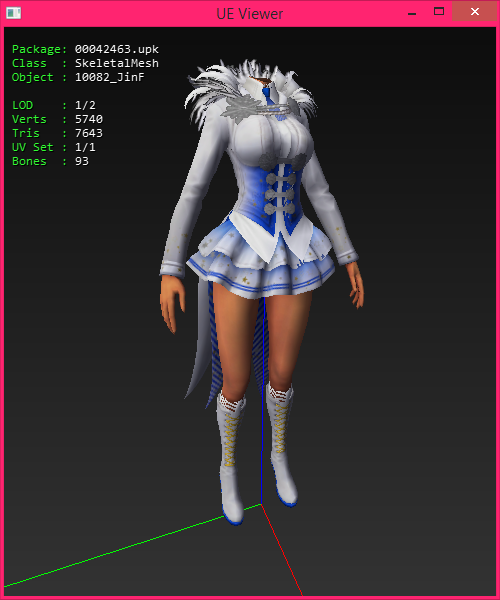 UE Viewer
Package: 00042463.upk
Class : SkeletalMesh
Object : 10082_JinF
LOD : 1/2
Verts : 5740
Tris : 7643
UV Set : 1/1
Bones : 93